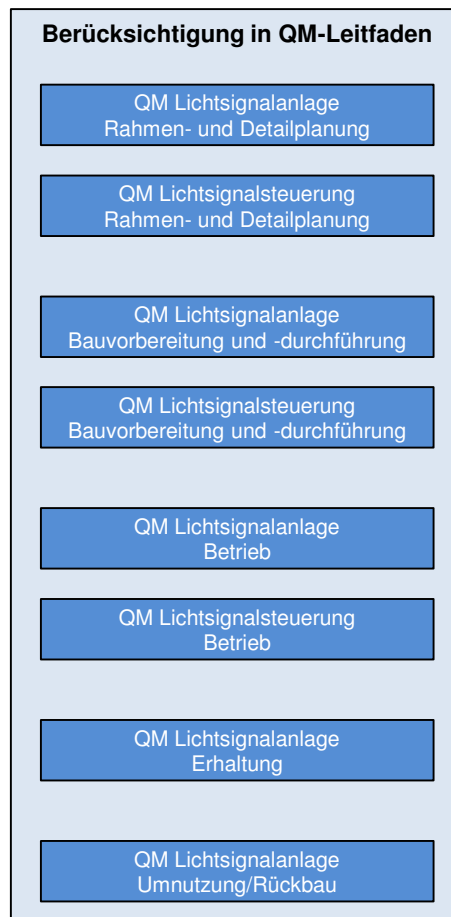 Berücksichtigung in QM-Leitfaden
QM Lichtsignalanlage
Rahmen- und Detailplanung
QM Lichtsignalsteuerung
Rahmen- und Detailplanung
QM Lichtsignalanlage
Bauvorbereitung und -durchführung
QM Lichtsignalsteuerung
Bauvorbereitung und -durchführung
QM Lichtsignalanlage
Betrieb
QM Lichtsignalsteuerung
Betrieb
QM Lichtsignalanlage
Erhaltung
QM Lichtsignalanlage
Umnutzung/Rückbau